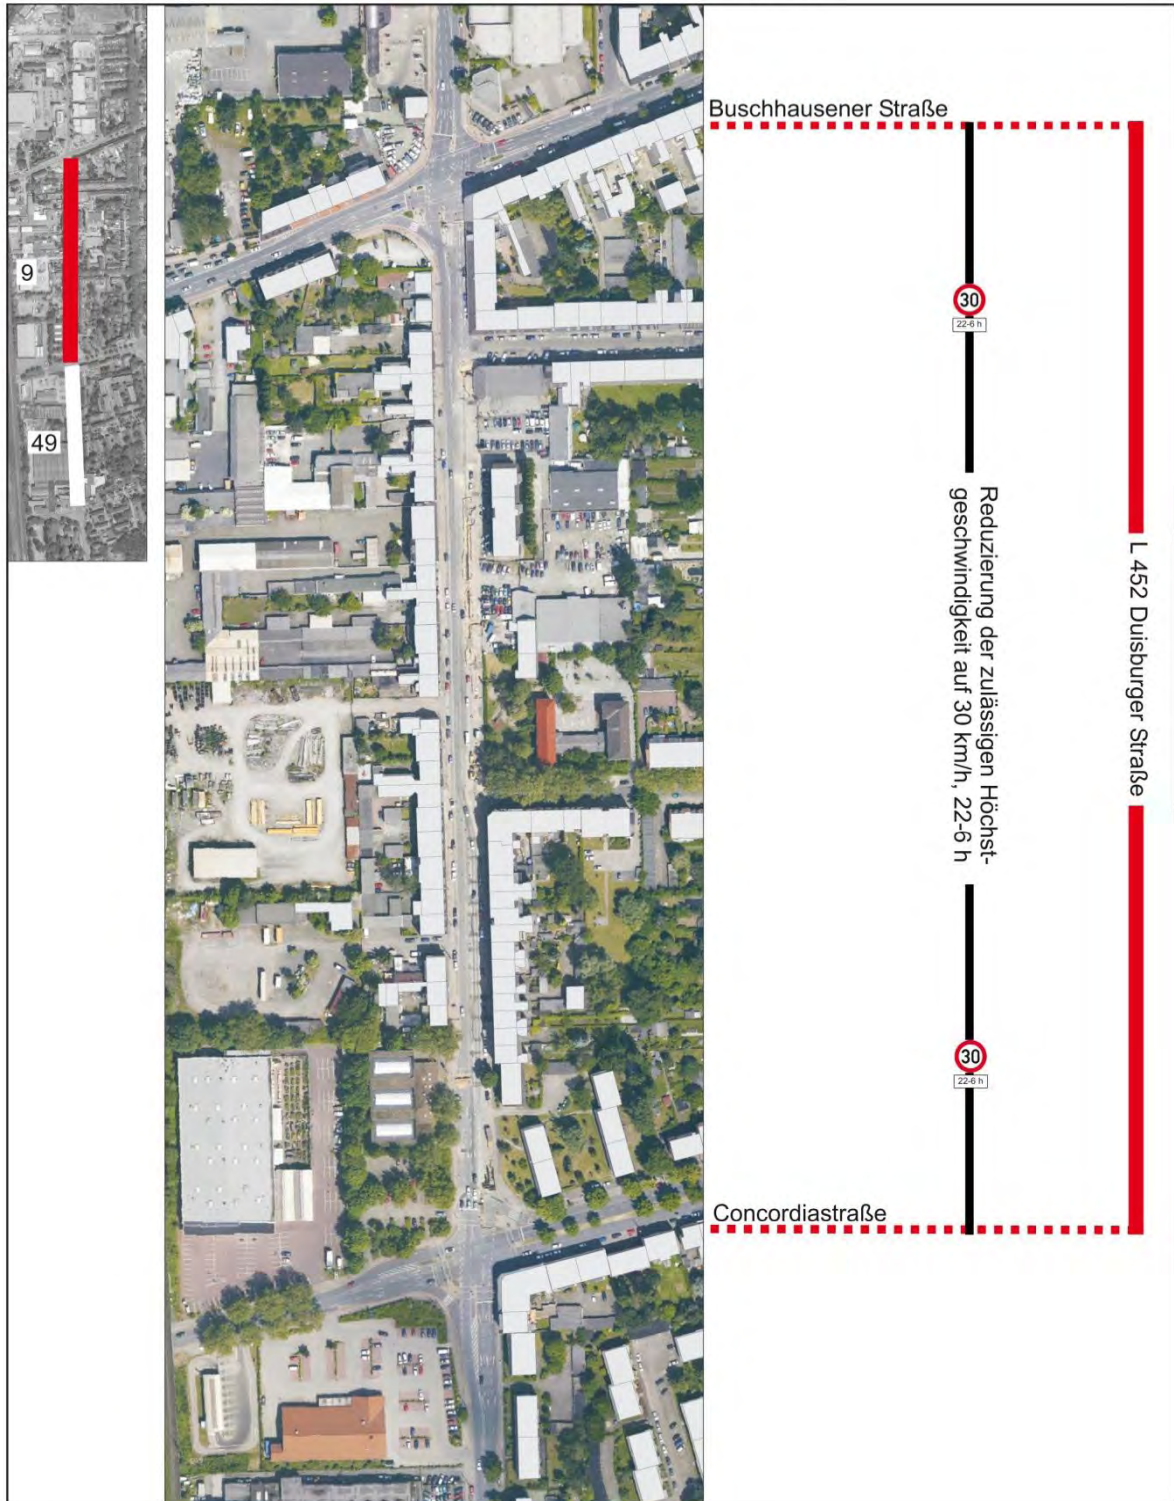 Buschhausener Straße
9
30
22-6 h
49
Reduzierung der zulässigen Höchst-
geschwindigkeit auf 30 km/h, 22-6 h
L 452 Duisburger Straße
30
22-6 h
Concordiastraße